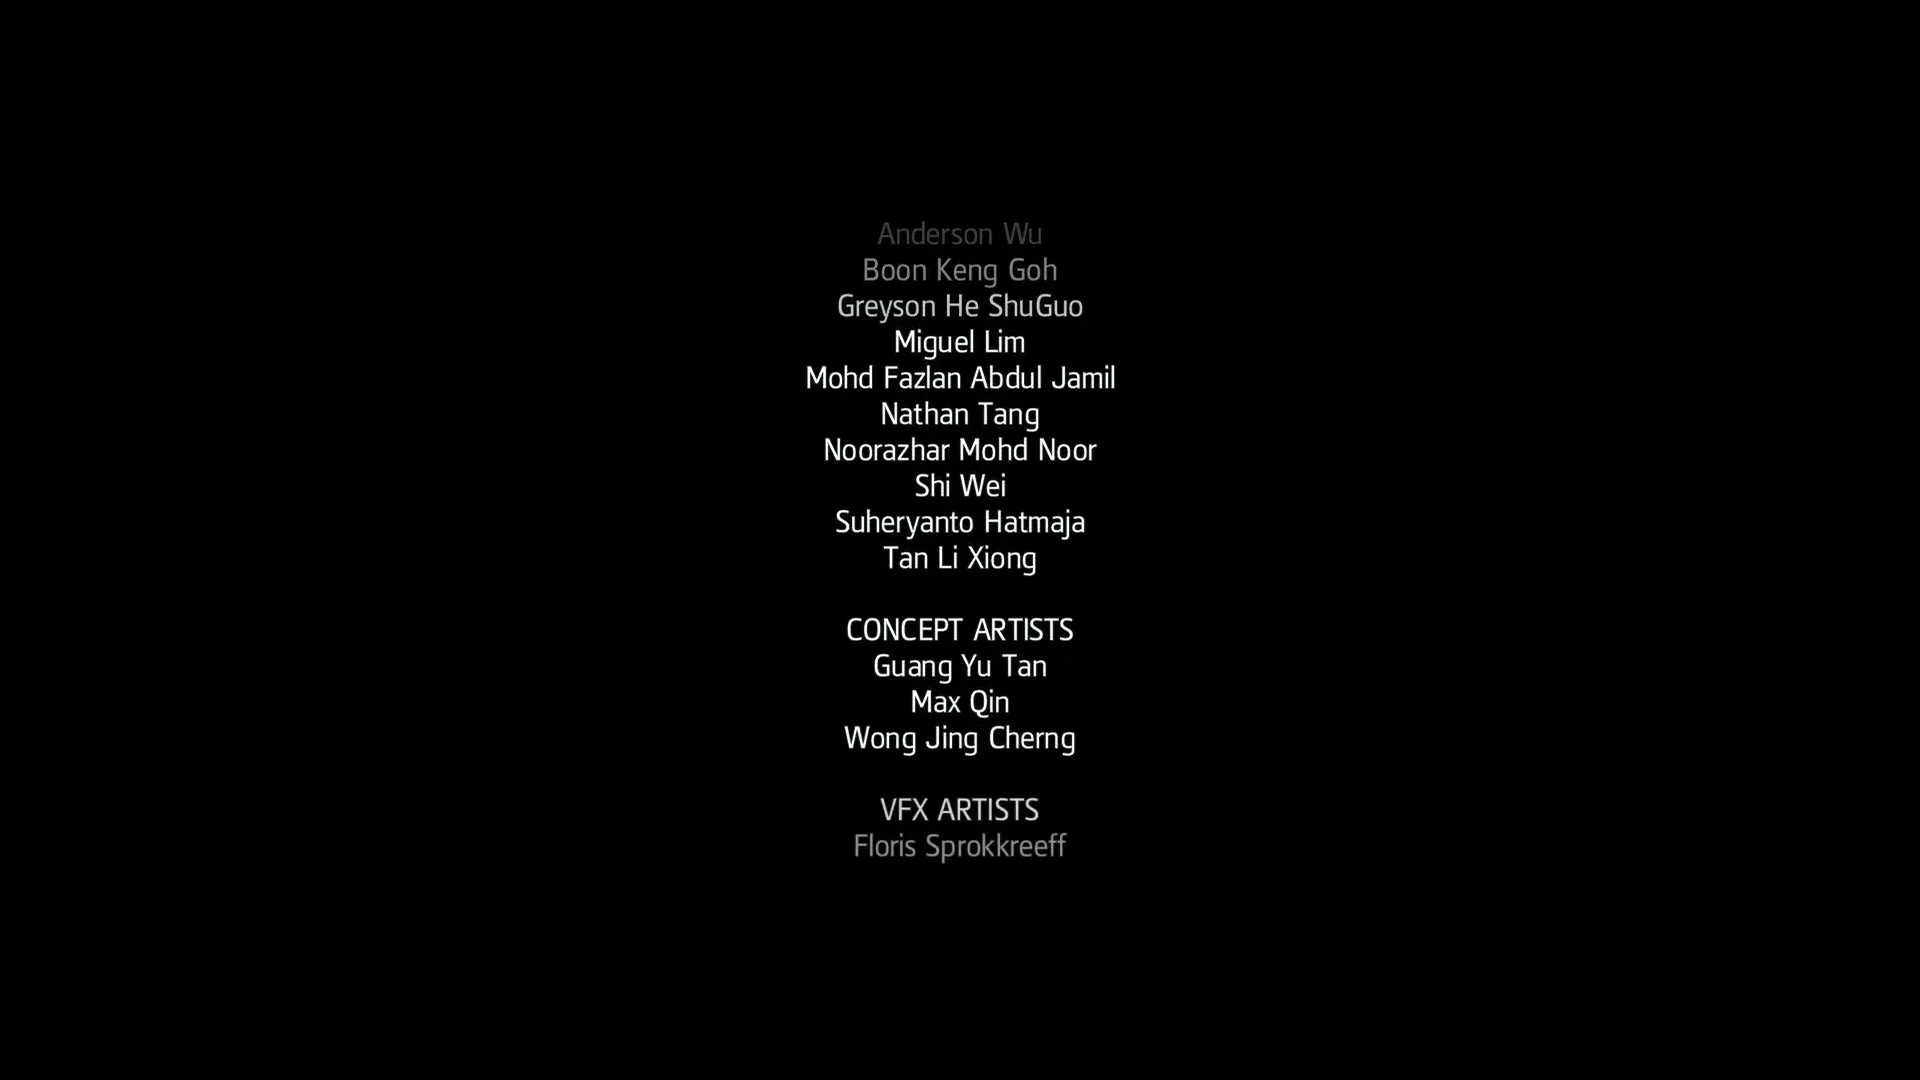 Anderson Wu
Boon Keng Goh
Greyson He ShuGuo
Miguel Lim
Mohd Fazlan Abdul Jamil
Nathan Tang
Noorazhar Mohd Noor
Shi Wei
Suheryanto Hatmaja
Tan Li Xiong
CONCEPT ARTISTS
Guang Yu Tan
Max Qin
Wong Jing Cherng
VFX ARTISTS
Floris Sprokkreeff